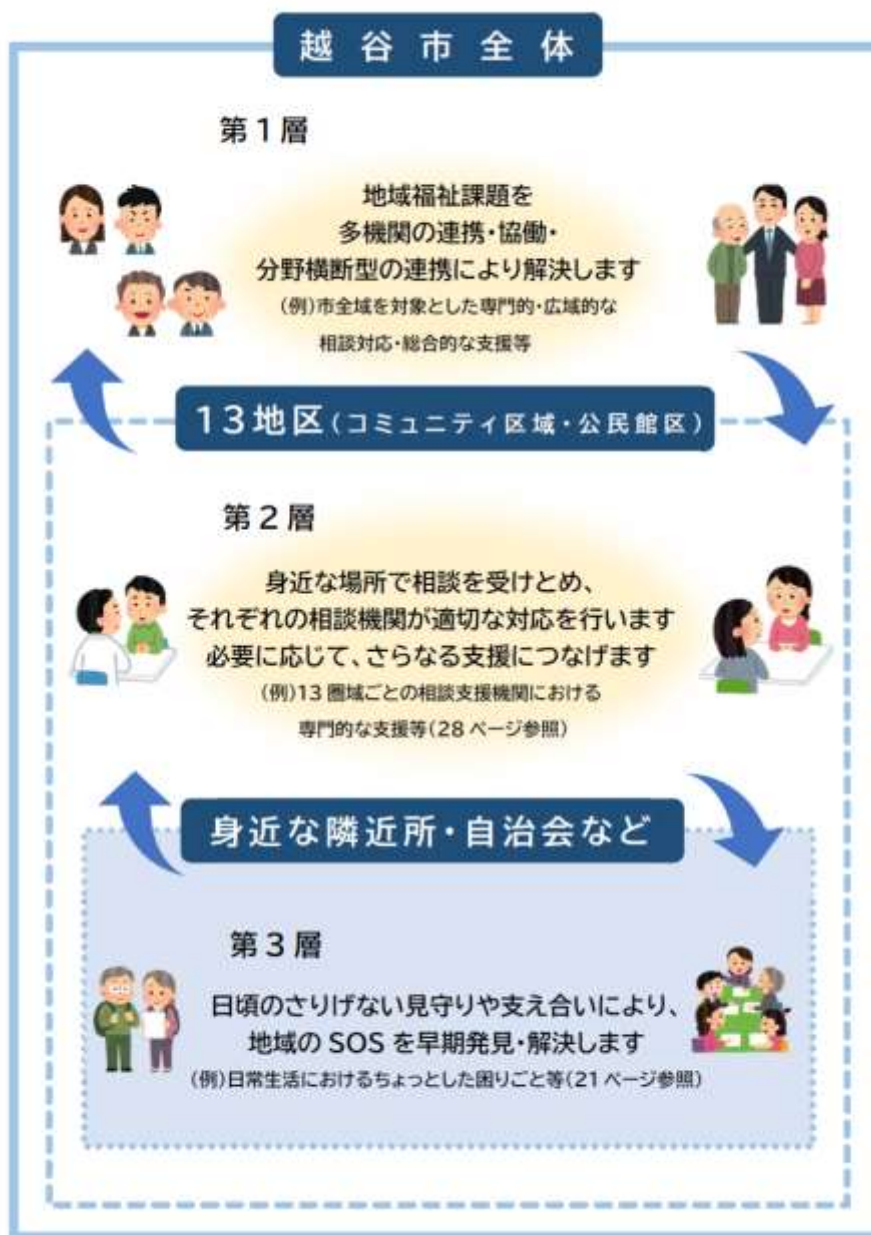 越谷市全体
第1層
地域福祉課題を
多機関の連携・協働・
分野横断型の連携により解決します
(例)市全域を対象とした専門的・広域的な
相談対応・総合的な支援等
13地区(コミュニティ区域・公民館区)
第2層
身近な場所で相談を受けとめ、
それぞれの相談機関が適切な対応を行います
必要に応じて、さらなる支援につなげます
(例)13圏域ごとの相談支援機関における
専門的な支援等(28ページ参照)
身近な隣近所・自治会など
第3層
日頃のさりげない見守りや支え合いにより、
地域のSOSを早期発見・解決します
(例)日常生活におけるちょっとした困りごと等(21ページ参照)